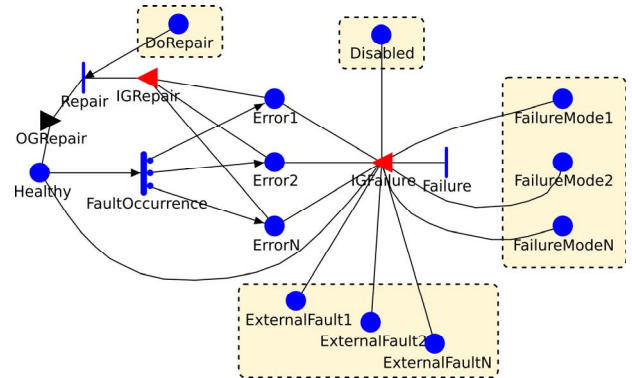 DoRepair
Disabled
Repair
IGRepair
Error1
FailureMode1
OGRepair
Error2
IGFailure
Failure
FailureMode2
Healthy
FaultOccurrence
ErrorN
FailureModeN
ExternalFault1
ExternalFault2
ExternalFaultN